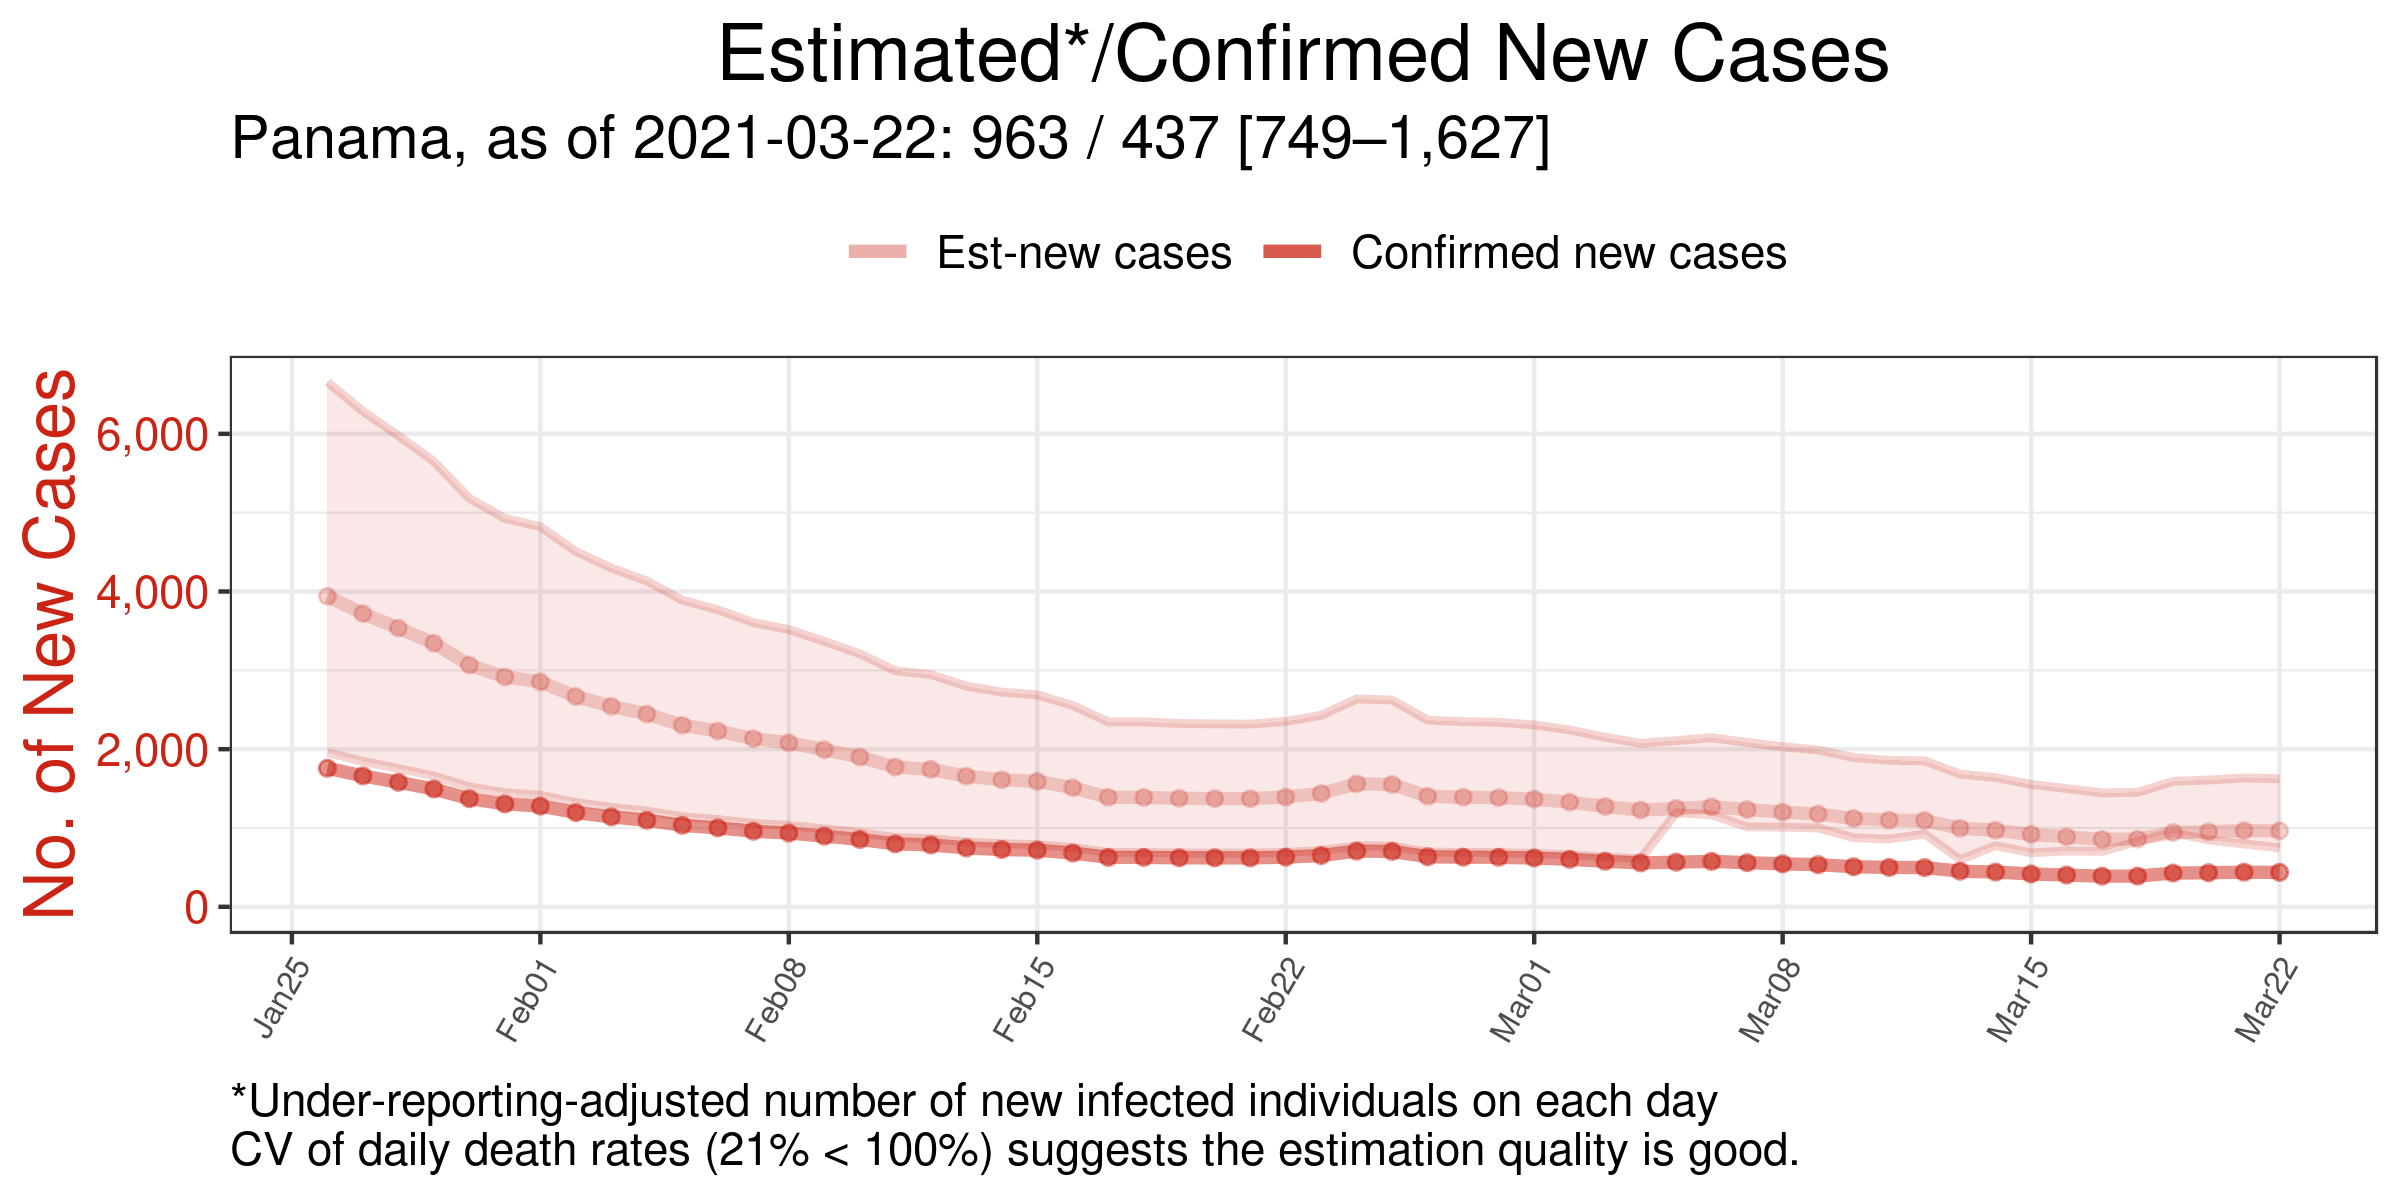 Estimated*/Confirmed New Cases
Panama, as of 2021-03-22: 963 / 437 [749–1,627]
Est-new cases Confirmed new cases
No. of New Cases
6,000
4,000
2,000
0
Jan25 Feb01 Feb08 Feb15 Feb22 Mar01 Mar08 Mar15 Mar22
*Under-reporting-adjusted number of new infected individuals on each day
CV of daily death rates (21% < 100%) suggests the estimation quality is good.